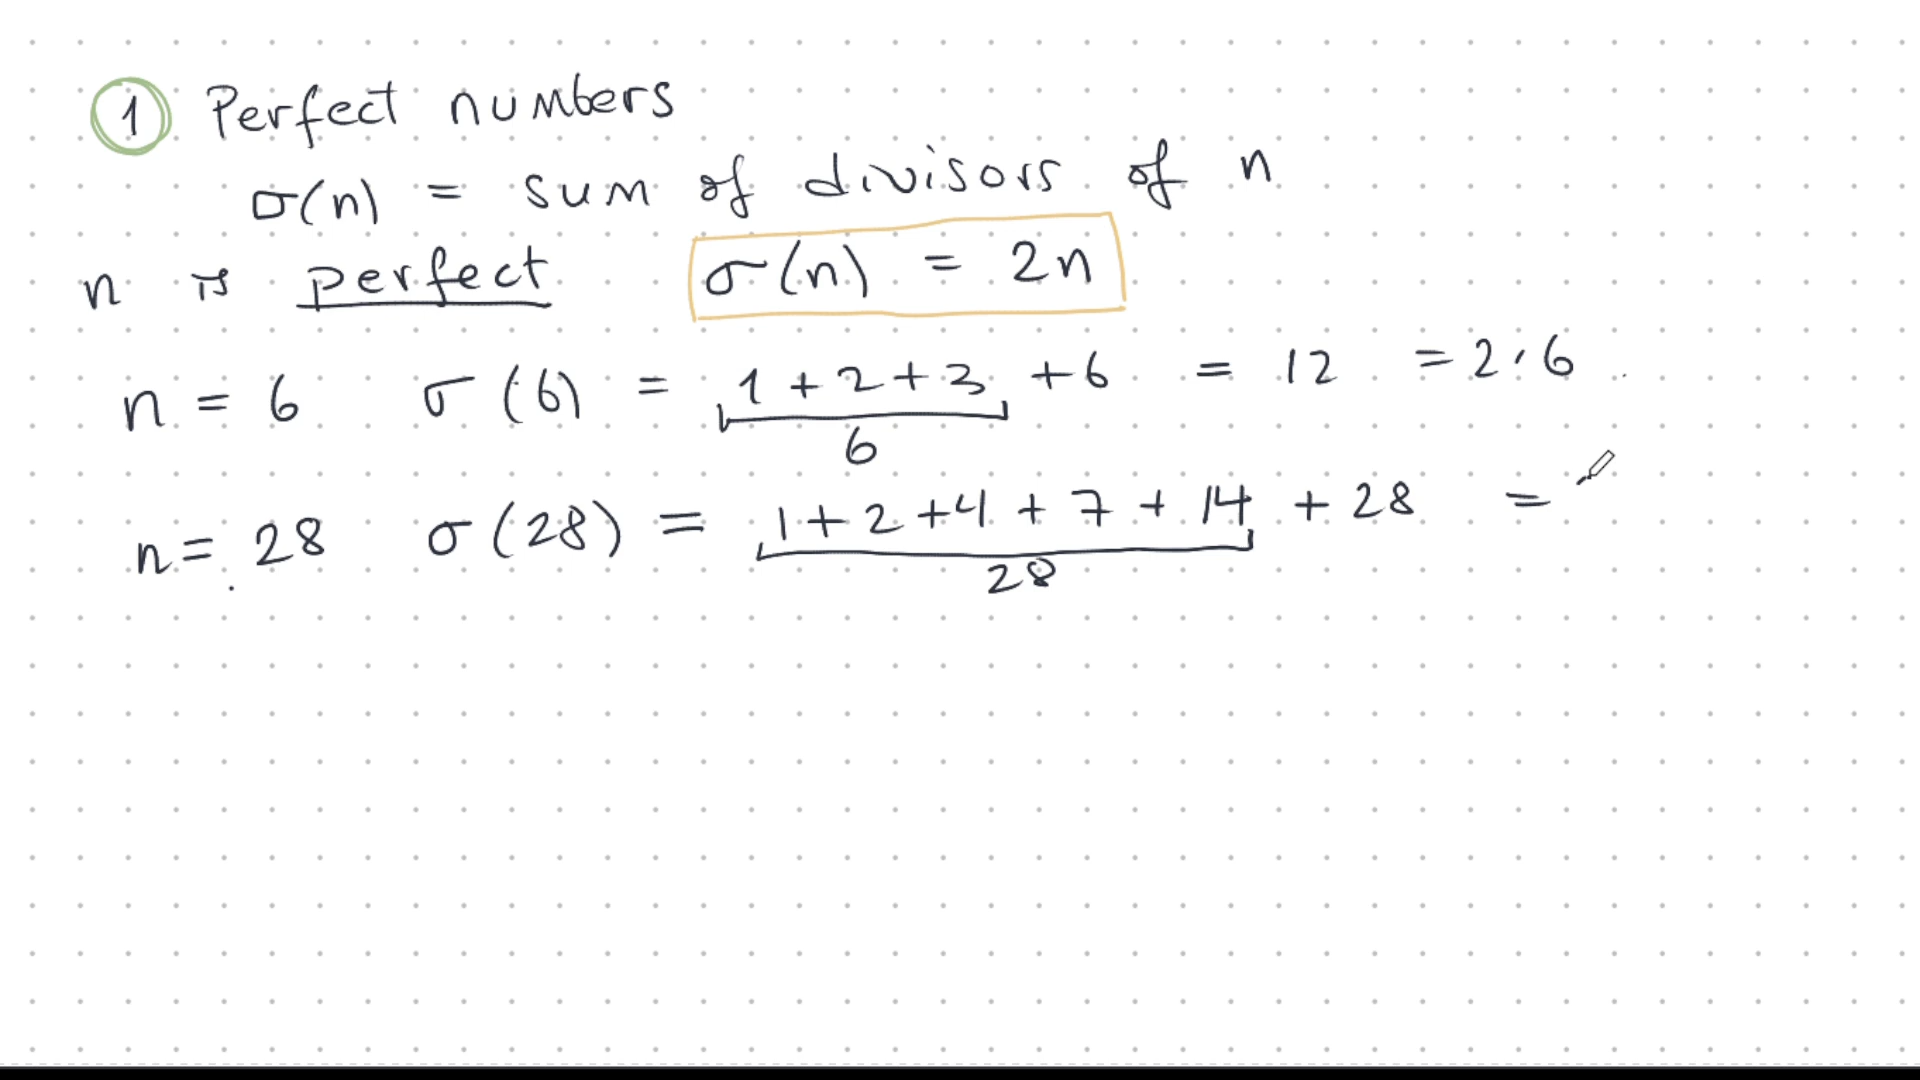 1 Perfect numbers
σ(n) = sum of divisors of n
n is perfect σ(n) = 2n
n = 6 σ(6) = 1 + 2 + 3 + 6 = 12 = 2·6
6
n = 28 σ(28) = 1 + 2 + 4 + 7 + 14 + 28 =
28